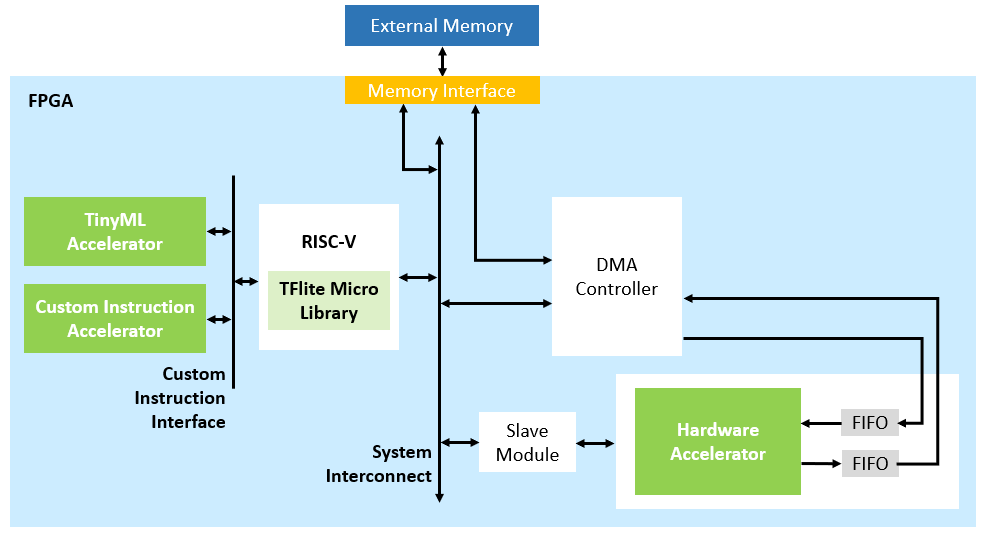 External Memory
Memory Interface
FPGA
TinyML
Accelerator
Custom Instruction
Accelerator
Custom
Instruction
Interface
RISC-V
TFlite Micro
Library
System
Interconnect
DMA
Controller
Slave
Module
Hardware
Accelerator
FIFO
FIFO